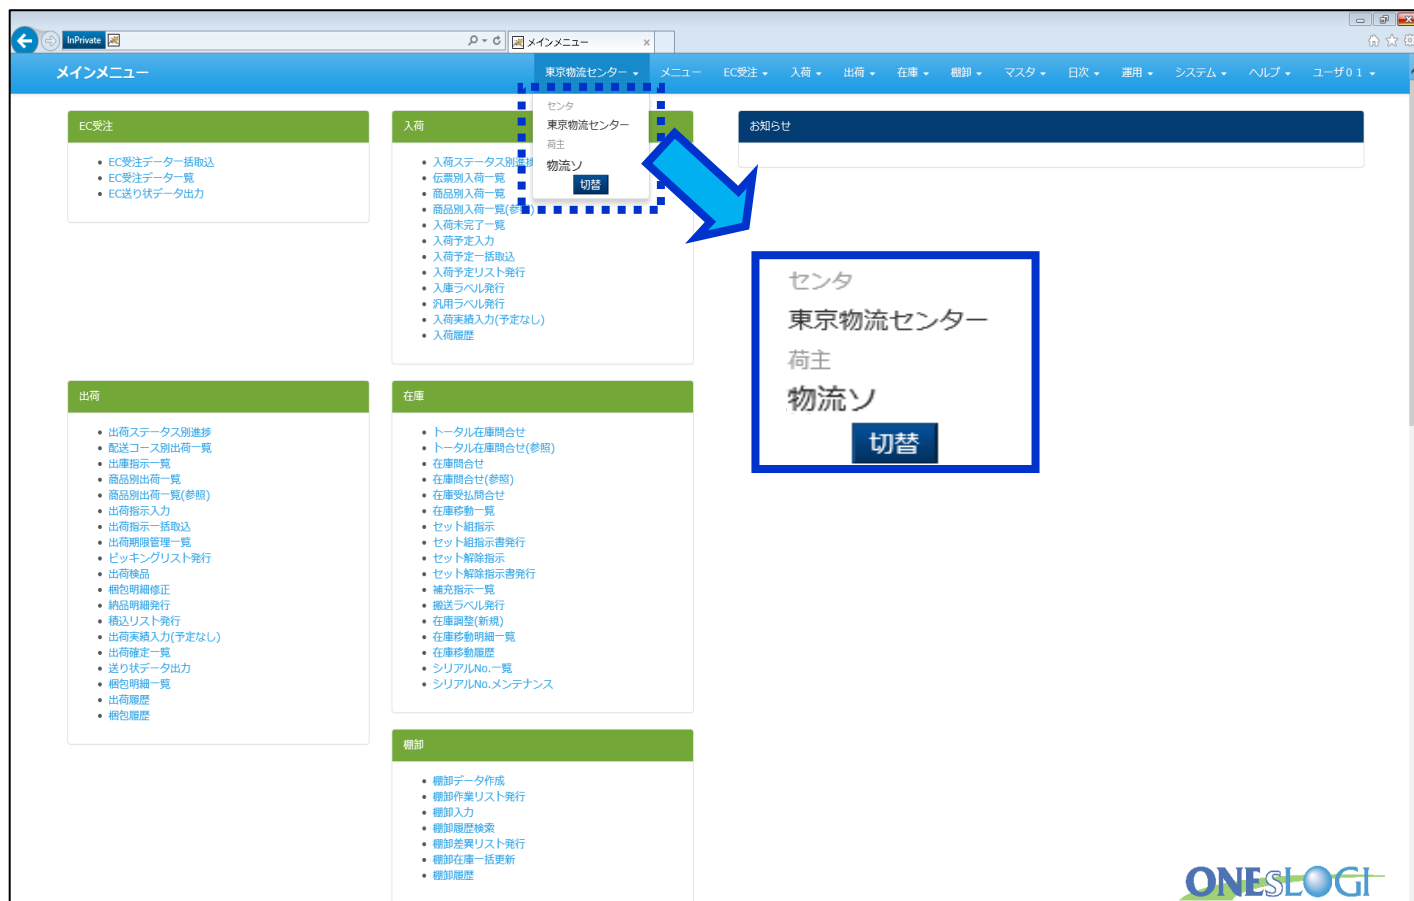 InPrivate
メインメニュー
メインメニュー
東京物流センター
メニュー
EC受注
入荷
出荷
在庫
棚卸
マスタ
日次
運用
システム
ヘルプ
ユーザ01
センタ
東京物流センター
荷主
物流ソ
切替
EC受注
EC受注データ一括取込
EC受注データ一覧
EC送り状データ出力
入荷
入荷ステータス別進捗
伝票別入荷一覧
商品別入荷一覧
商品別入荷一覧(参照)
入荷未完了一覧
入荷予定入力
入荷予定一括取込
入荷予定リスト発行
入庫ラベル発行
汎用ラベル発行
入荷実績入力(予定なし)
入荷履歴
お知らせ
センタ
東京物流センター
荷主
物流ソ
切替
出荷
出荷ステータス別進捗
配送コース別出荷一覧
出庫指示一覧
商品別出荷一覧
商品別出荷一覧(参照)
出荷指示入力
出荷指示一括取込
出荷期限管理一覧
ピッキングリスト発行
出荷検品
梱包明細修正
納品明細発行
積込リスト発行
出荷実績入力(予定なし)
出荷確定一覧
送り状データ出力
梱包明細一覧
出荷履歴
梱包履歴
在庫
トータル在庫問合せ
トータル在庫問合せ(参照)
在庫問合せ
在庫問合せ(参照)
在庫受払問合せ
在庫移動一覧
セット組指示
セット組指示書発行
セット解除指示
セット解除指示書発行
補充指示一覧
搬送ラベル発行
在庫調整(新規)
在庫移動明細一覧
在庫移動履歴
シリアルNo.一覧
シリアルNo.メンテナンス
棚卸
棚卸データ作成
棚卸作業リスト発行
棚卸入力
棚卸履歴検索
棚卸差異リスト発行
棚卸在庫一括更新
棚卸履歴
ONEsLOGI